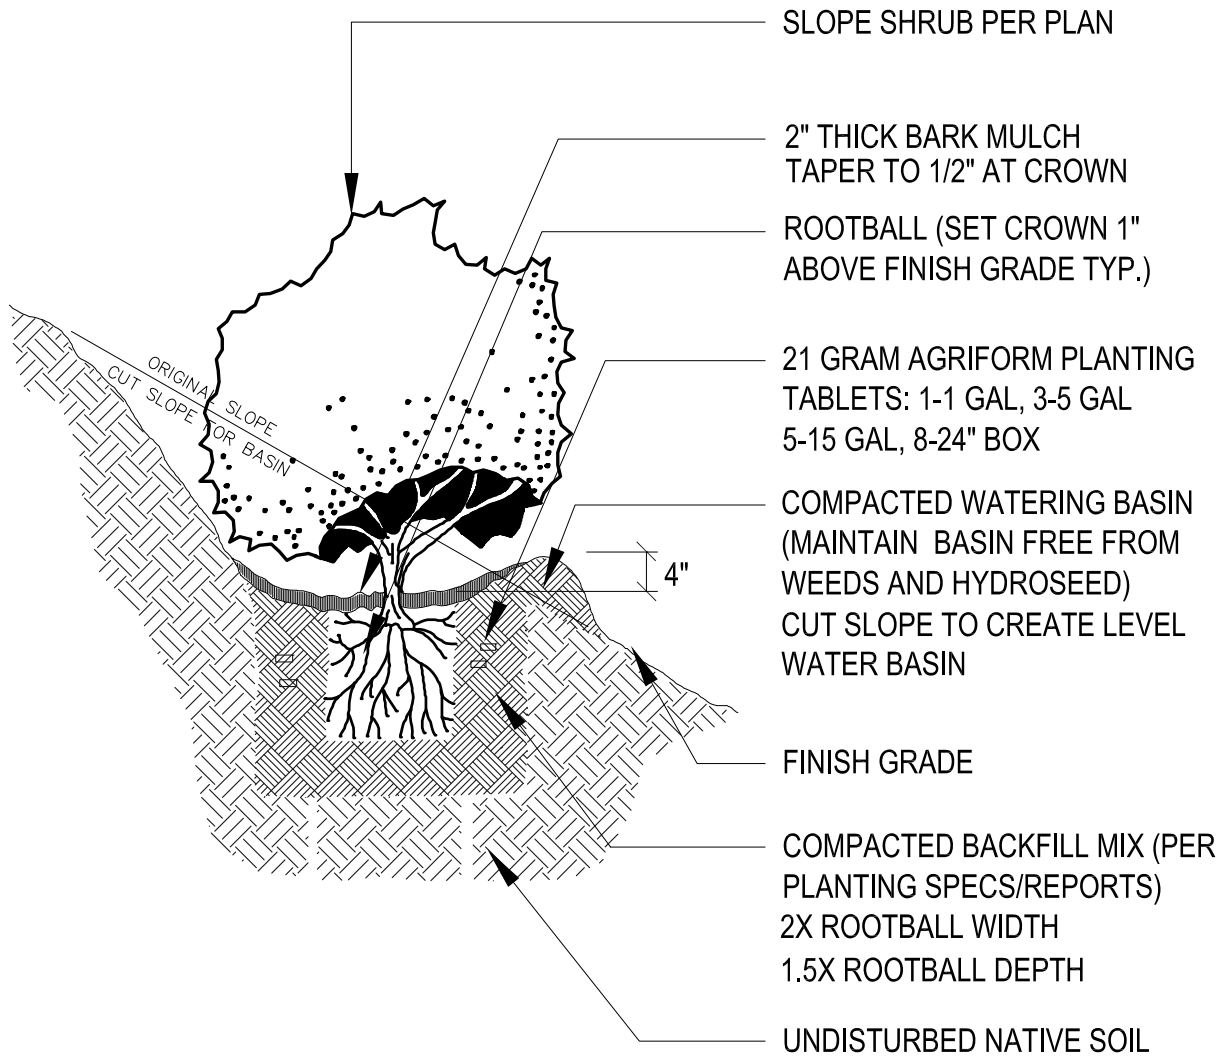 SLOPE SHRUB PER PLAN
2" THICK BARK MULCH
TAPER TO 1/2" AT CROWN
ROOTBALL (SET CROWN 1"
ABOVE FINISH GRADE TYP.)
21 GRAM AGRIFORM PLANTING
TABLETS: 1-1 GAL, 3-5 GAL
5-15 GAL, 8-24" BOX
ORIGINAL SLOPE
CUT SLOPE FOR BASIN
COMPACTED WATERING BASIN
(MAINTAIN BASIN FREE FROM
WEEDS AND HYDROSEED)
CUT SLOPE TO CREATE LEVEL
WATER BASIN
4"
FINISH GRADE
COMPACTED BACKFILL MIX (PER
PLANTING SPECS/REPORTS)
2X ROOTBALL WIDTH
1.5X ROOTBALL DEPTH
UNDISTURBED NATIVE SOIL